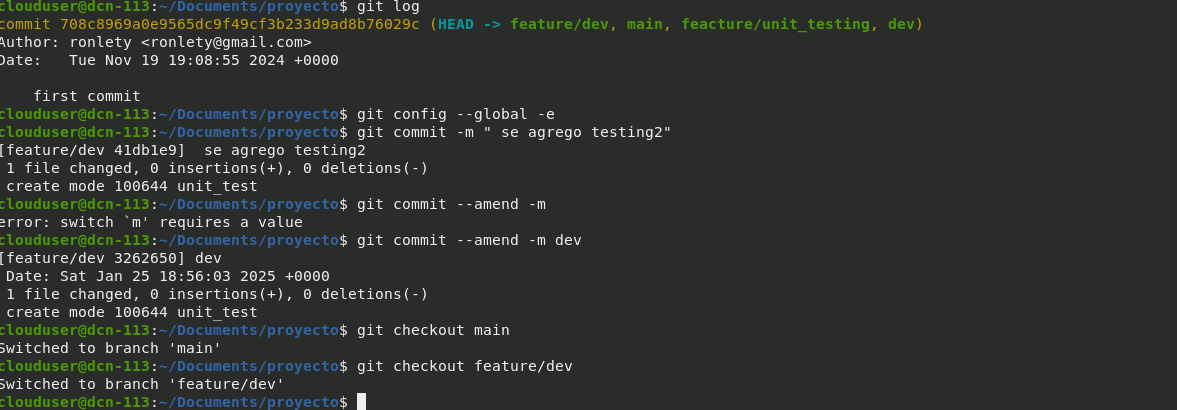 clouduser@dcn-113:~/Documents/proyecto$ git log
commit 708c8969a0e9565dc9f49cf3b233d9ad8b76029c (HEAD -> feature/dev, main, feacture/unit_testing, dev)
Author: ronlety <ronlety@gmail.com>
Date:   Tue Nov 19 19:08:55 2024 +0000
    first commit
clouduser@dcn-113:~/Documents/proyecto$ git config --global -e
clouduser@dcn-113:~/Documents/proyecto$ git commit -m " se agrego testing2"
[feature/dev 41db1e9]  se agrego testing2
 1 file changed, 0 insertions(+), 0 deletions(-)
 create mode 100644 unit_test
clouduser@dcn-113:~/Documents/proyecto$ git commit --amend -m
error: switch `m' requires a value
clouduser@dcn-113:~/Documents/proyecto$ git commit --amend -m dev
[feature/dev 3262650] dev
 Date: Sat Jan 25 18:56:03 2025 +0000
 1 file changed, 0 insertions(+), 0 deletions(-)
 create mode 100644 unit_test
clouduser@dcn-113:~/Documents/proyecto$ git checkout main
Switched to branch 'main'
clouduser@dcn-113:~/Documents/proyecto$ git checkout feature/dev
Switched to branch 'feature/dev'
clouduser@dcn-113:~/Documents/proyecto$